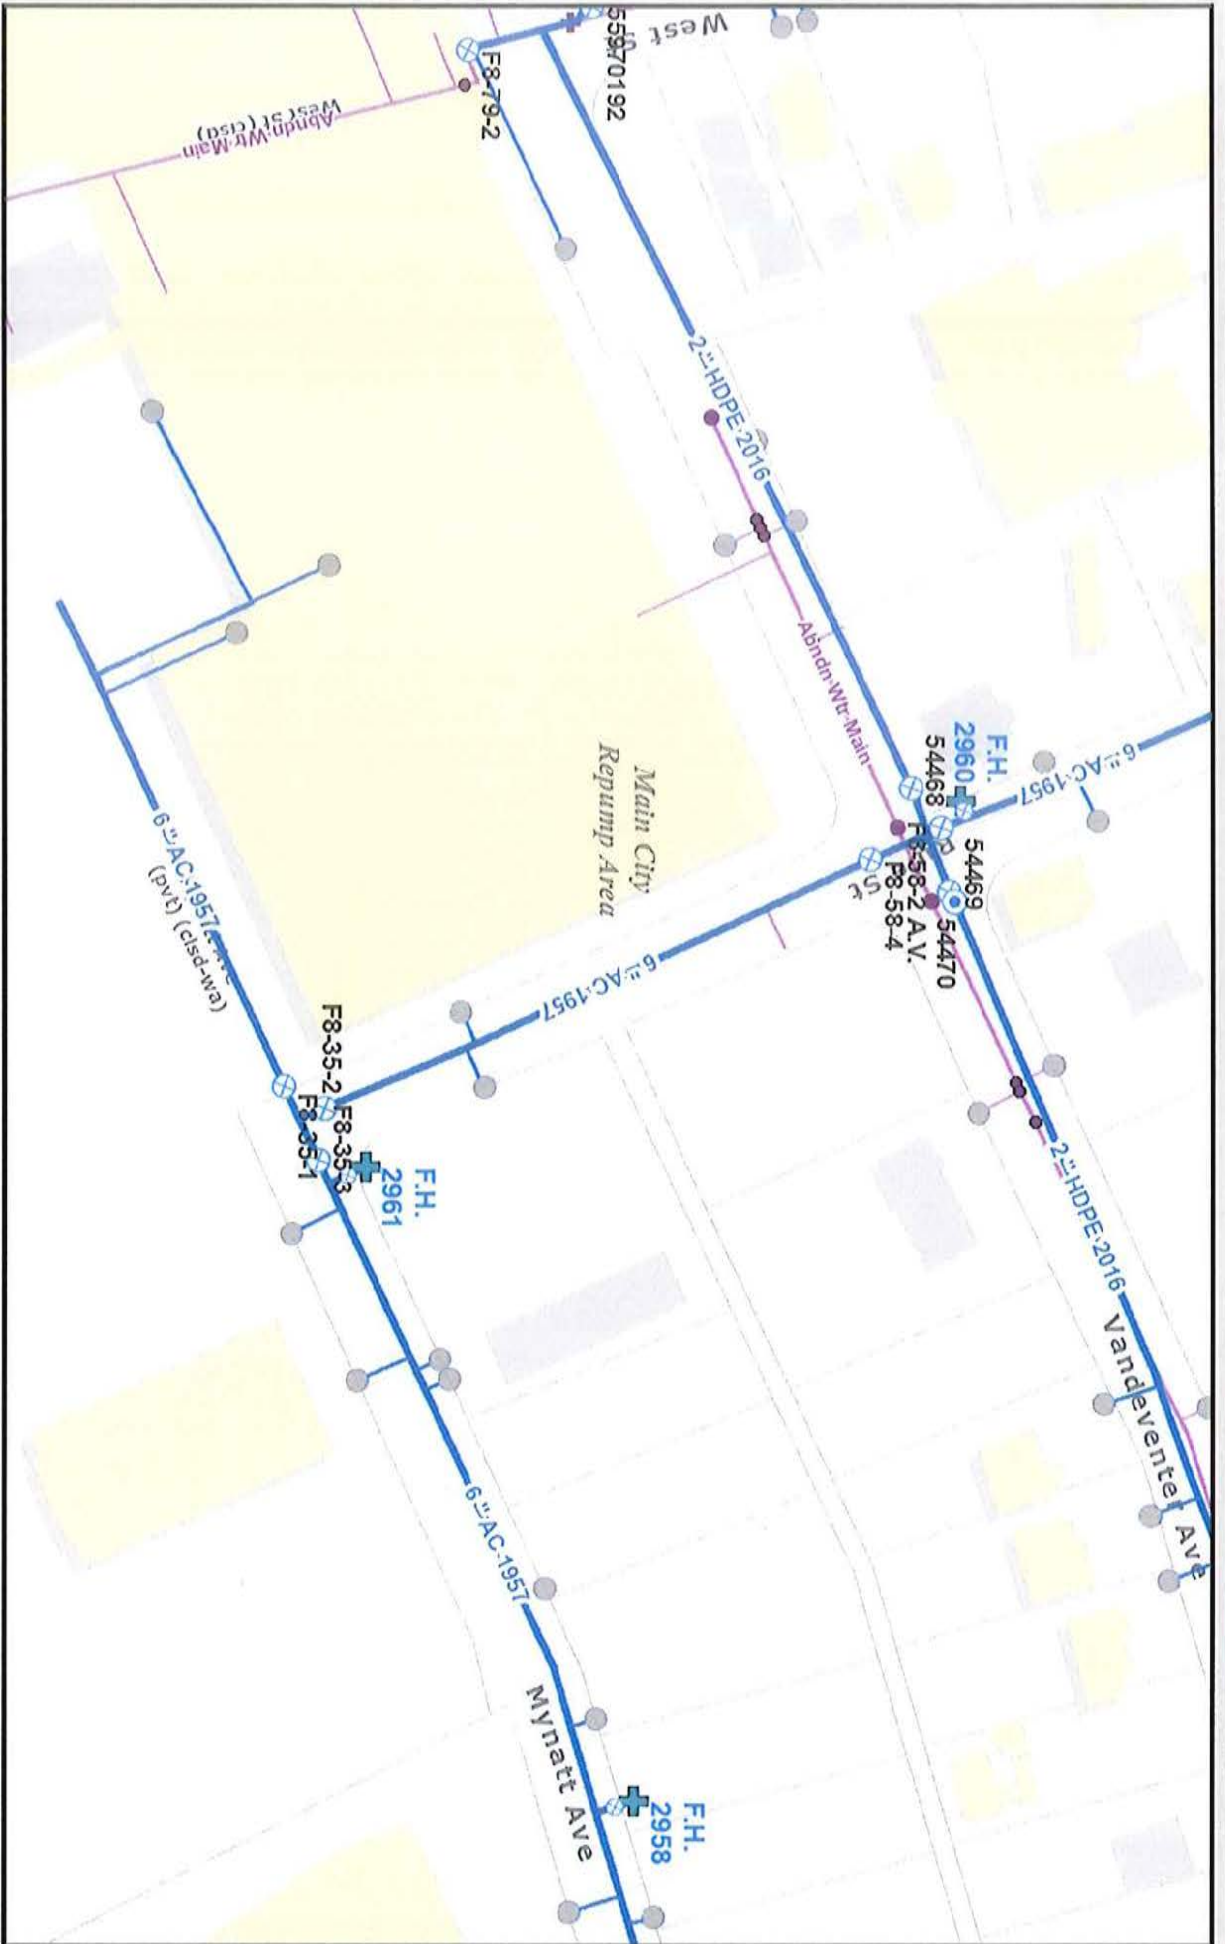 West S
55970192
F8-79-2
Abndn-Wtr-Main
West St (clsd)
2"-HDPE-2016
Abndn-Wtr-Main
F.H.
2960
54468
6"-AC-1957
54469
54470
F8-58-2 A.V.
F8-58-4
St
Main City
Repump Area
6"-AC-1957
6"-AC-1957
(pvt) (clsd-wa)
F8-35-2
F8-35-3
F8-35-1
F.H.
2961
2"-HDPE-2016
Vandeventer Ave
6"-AC-1957
Mynatt Ave
F.H.
2958